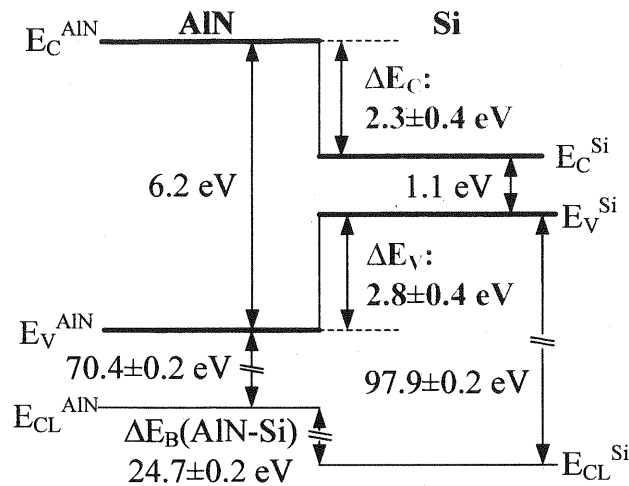 AlN Si
E_C^AlN
ΔE_C:
2.3±0.4 eV
E_C^Si
6.2 eV
1.1 eV
E_V^Si
ΔE_V:
2.8±0.4 eV
E_V^AlN
70.4±0.2 eV
97.9±0.2 eV
E_CL^AlN
ΔE_B(AlN-Si)
24.7±0.2 eV
E_CL^Si